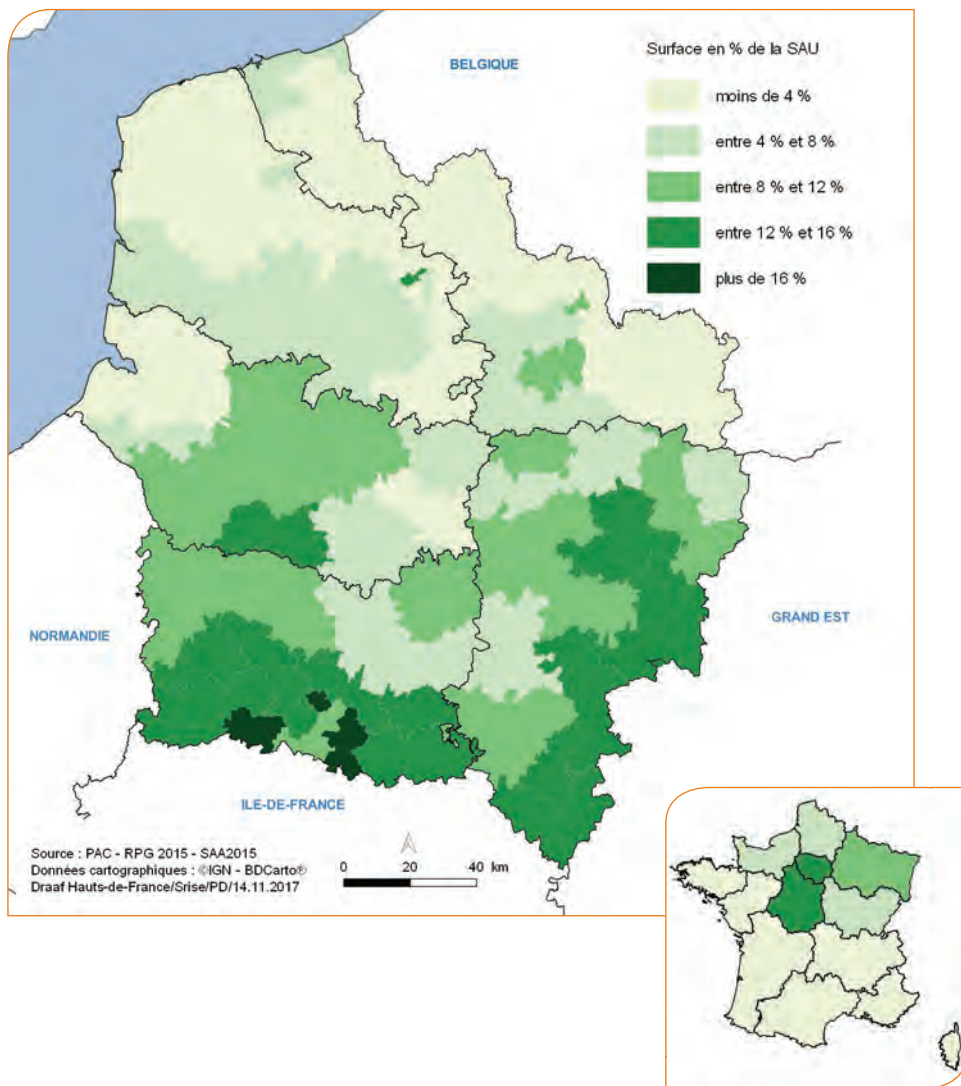 Surface en % de la SAU
BELGIQUE
moins de 4 %
entre 4 % et 8 %
entre 8 % et 12 %
entre 12 % et 16 %
plus de 16 %
NORMANDIE
GRAND EST
ILE-DE-FRANCE
Source : PAC - RPG 2015 - SAA2015
Données cartographiques : ©IGN - BDCarto®
Draaf Hauts-de-France/Srise/PD/14.11.2017
0 20 40 km